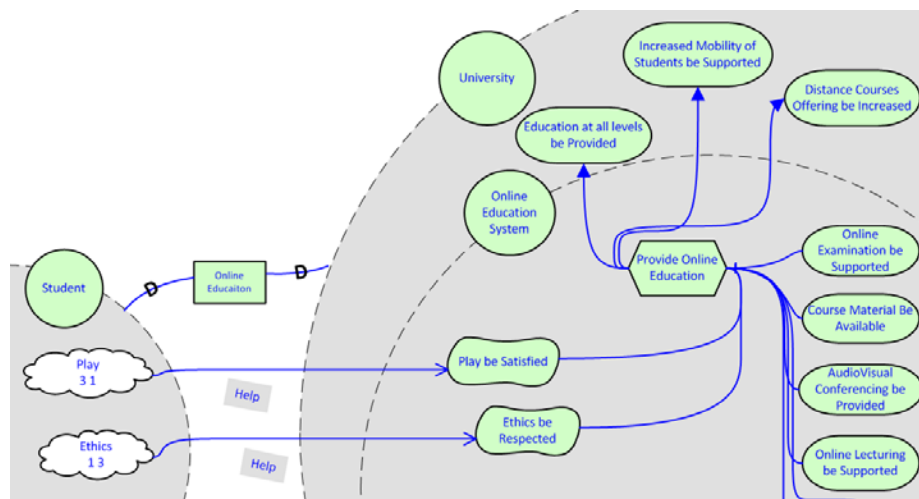 Increased Mobility of
Students be Supported
University
Distance Courses
Offering be Increased
Education at all levels
be Provided
Online
Education
System
Online
Examination be
Supported
Provide Online
Education
D
D
Online
Educaiton
Student
Course Material Be
Available
Play
3 1
Play be Satisfied
Help
AudioVisual
Conferencing be
Provided
Ethics
1 3
Ethics be
Respected
Help
Online Lecturing
be Supported